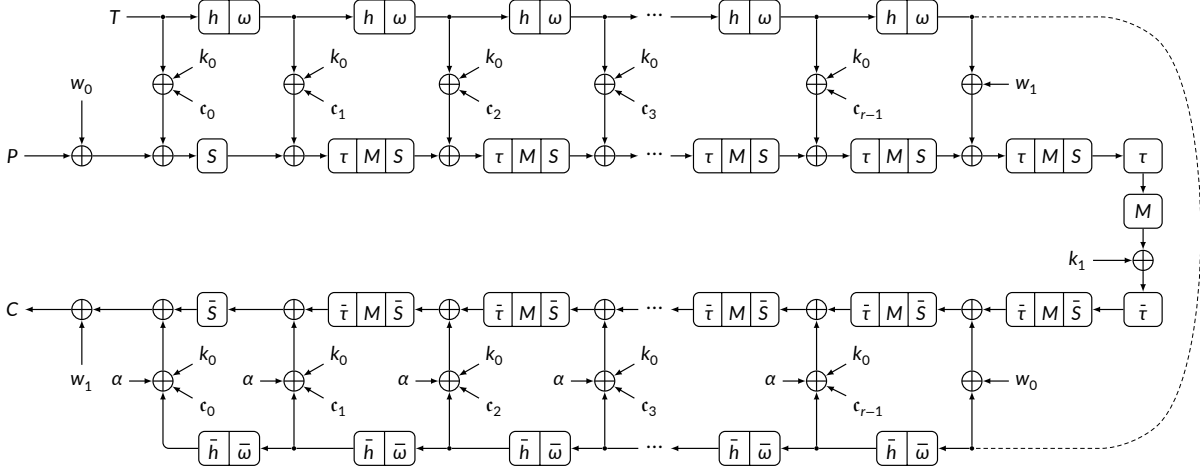 T h ω h ω h ω ··· h ω h ω
k₀ k₀ k₀ k₀ k₀
w₀ w₁
𝔠₀ 𝔠₁ 𝔠₂ 𝔠₃ 𝔠ᵣ₋₁
P S τ M S τ M S ··· τ M S τ M S τ M S τ
M
k₁
C S̄ τ̄ M S̄ τ̄ M S̄ ··· τ̄ M S̄ τ̄ M S̄ τ̄ M S̄ τ̄
k₀ k₀ k₀ k₀ k₀
w₁ α α α α α w₀
𝔠₀ 𝔠₁ 𝔠₂ 𝔠₃ 𝔠ᵣ₋₁
h̄ ω̄ h̄ ω̄ h̄ ω̄ ··· h̄ ω̄ h̄ ω̄